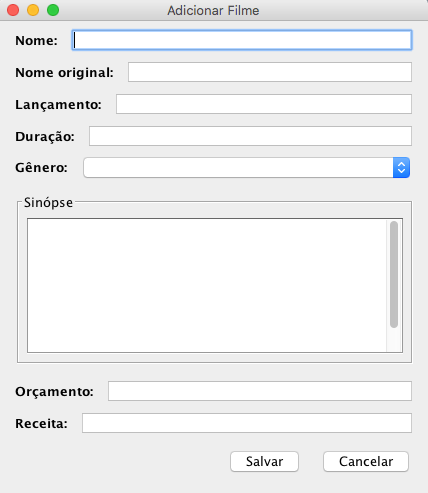 Adicionar Filme
Nome:
Nome original:
Lançamento:
Duração:
Gênero:
Sinópse
Orçamento:
Receita:
Salvar Cancelar